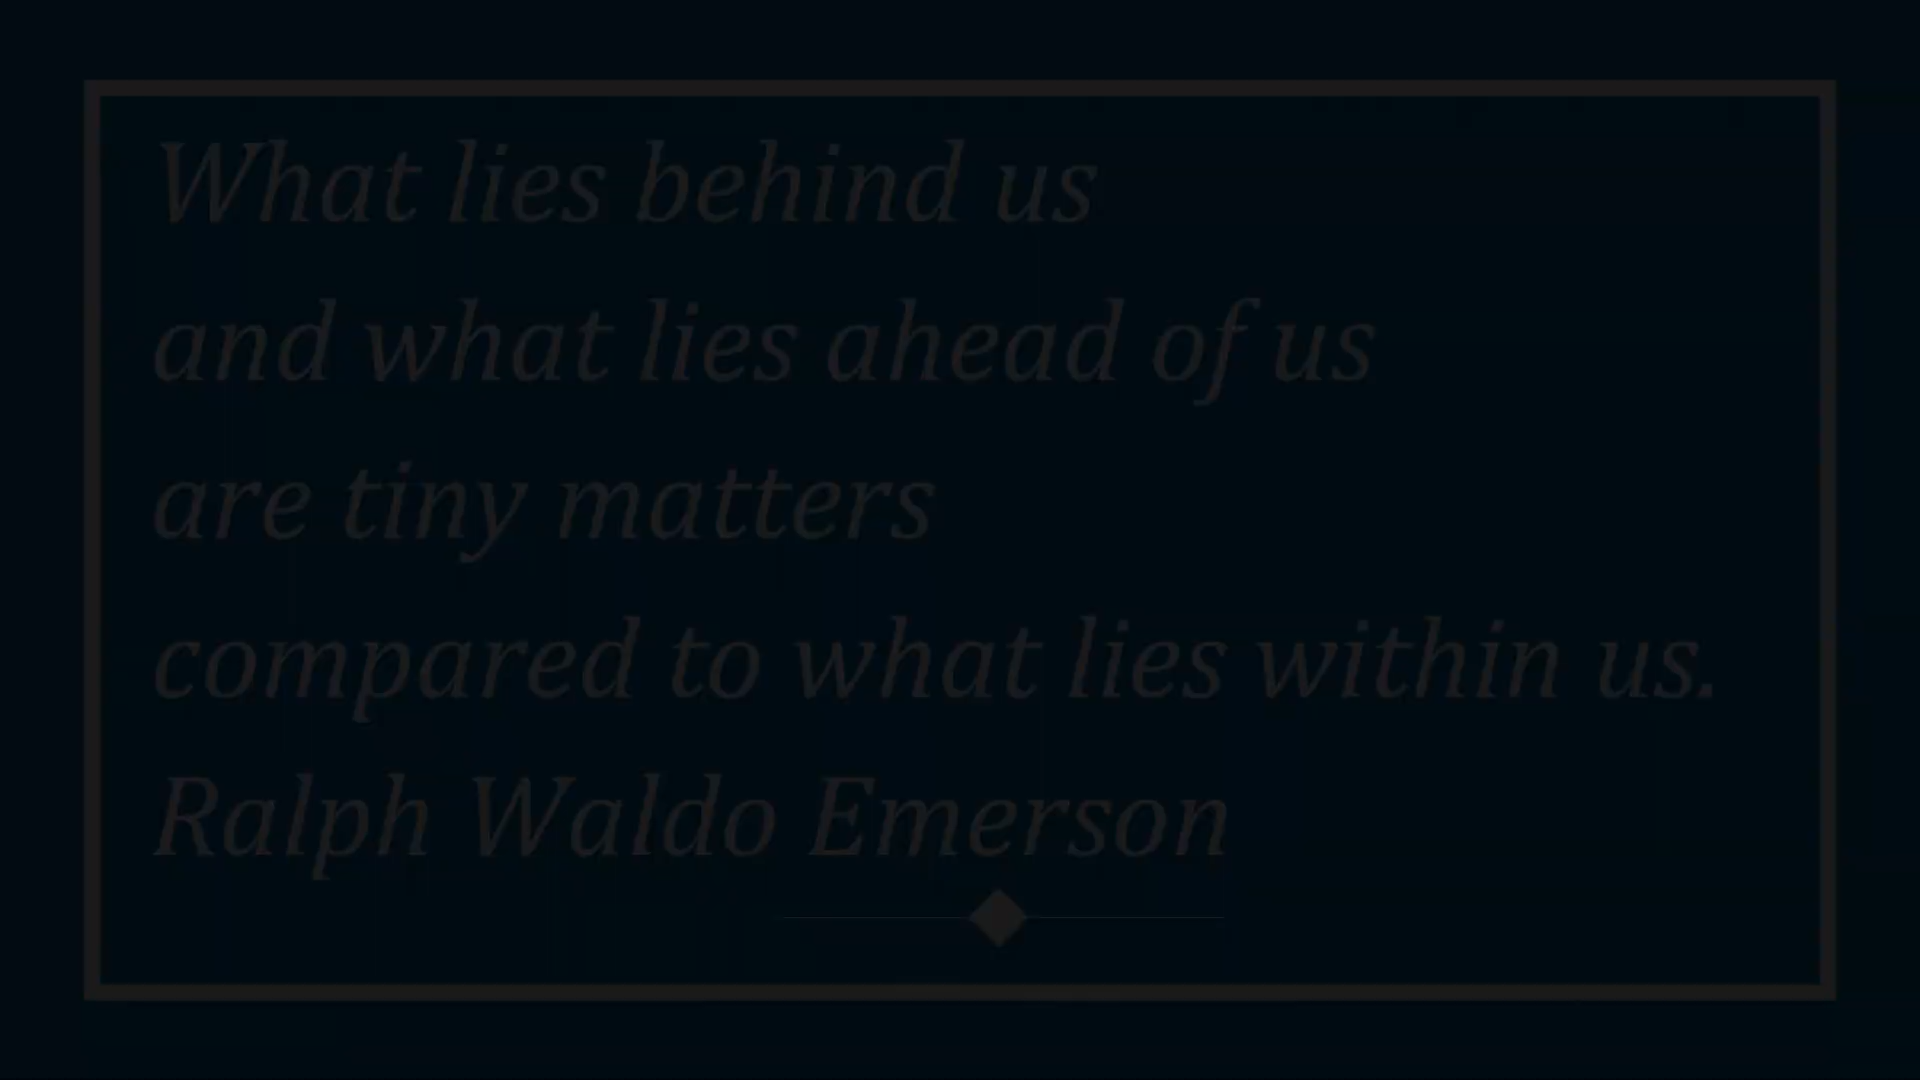 What lies behind us
and what lies ahead of us
are tiny matters
compared to what lies within us.
Ralph Waldo Emerson